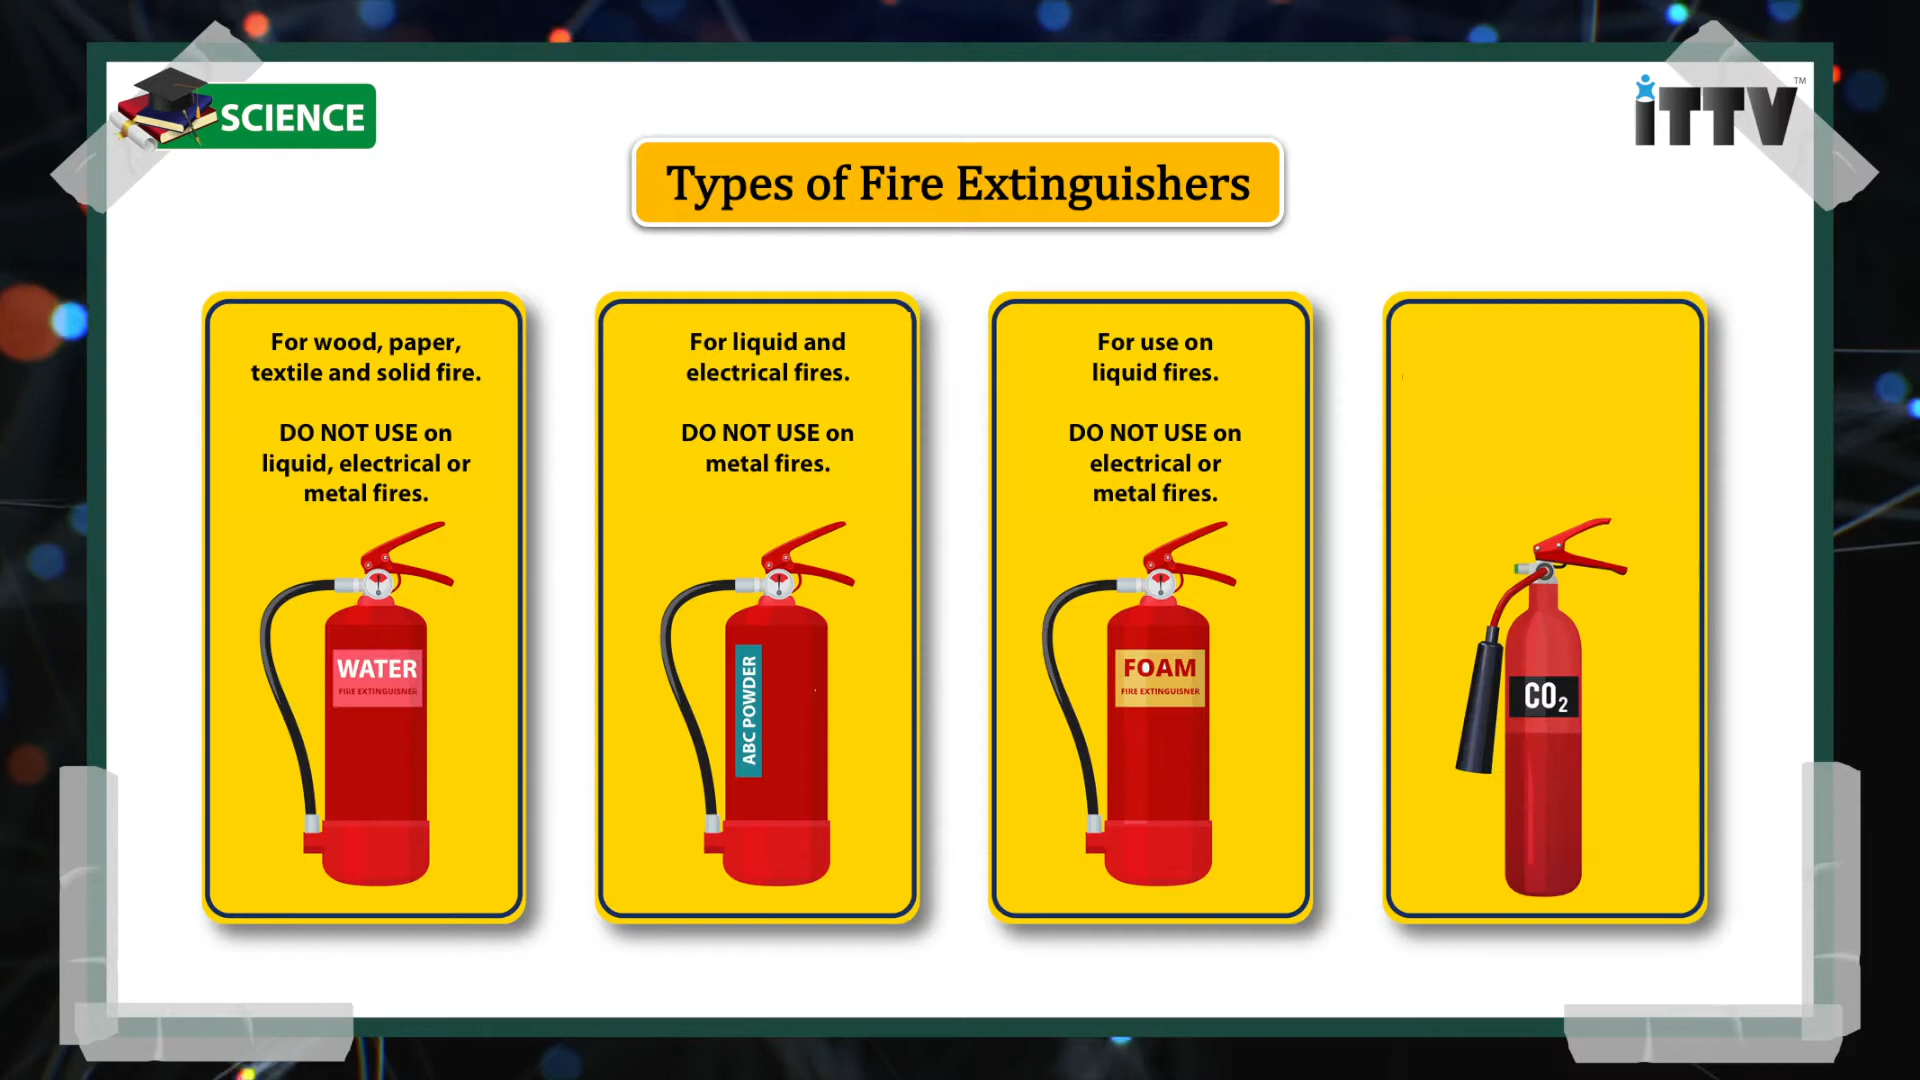 SCIENCE
iTTV
TM
Types of Fire Extinguishers
For wood, paper,
textile and solid fire.
DO NOT USE on
liquid, electrical or
metal fires.
WATER
FIRE EXTINGUISNER
For liquid and
electrical fires.
DO NOT USE on
metal fires.
ABC POWDER
For use on
liquid fires.
DO NOT USE on
electrical or
metal fires.
FOAM
FIRE EXTINGUISNER
CO₂